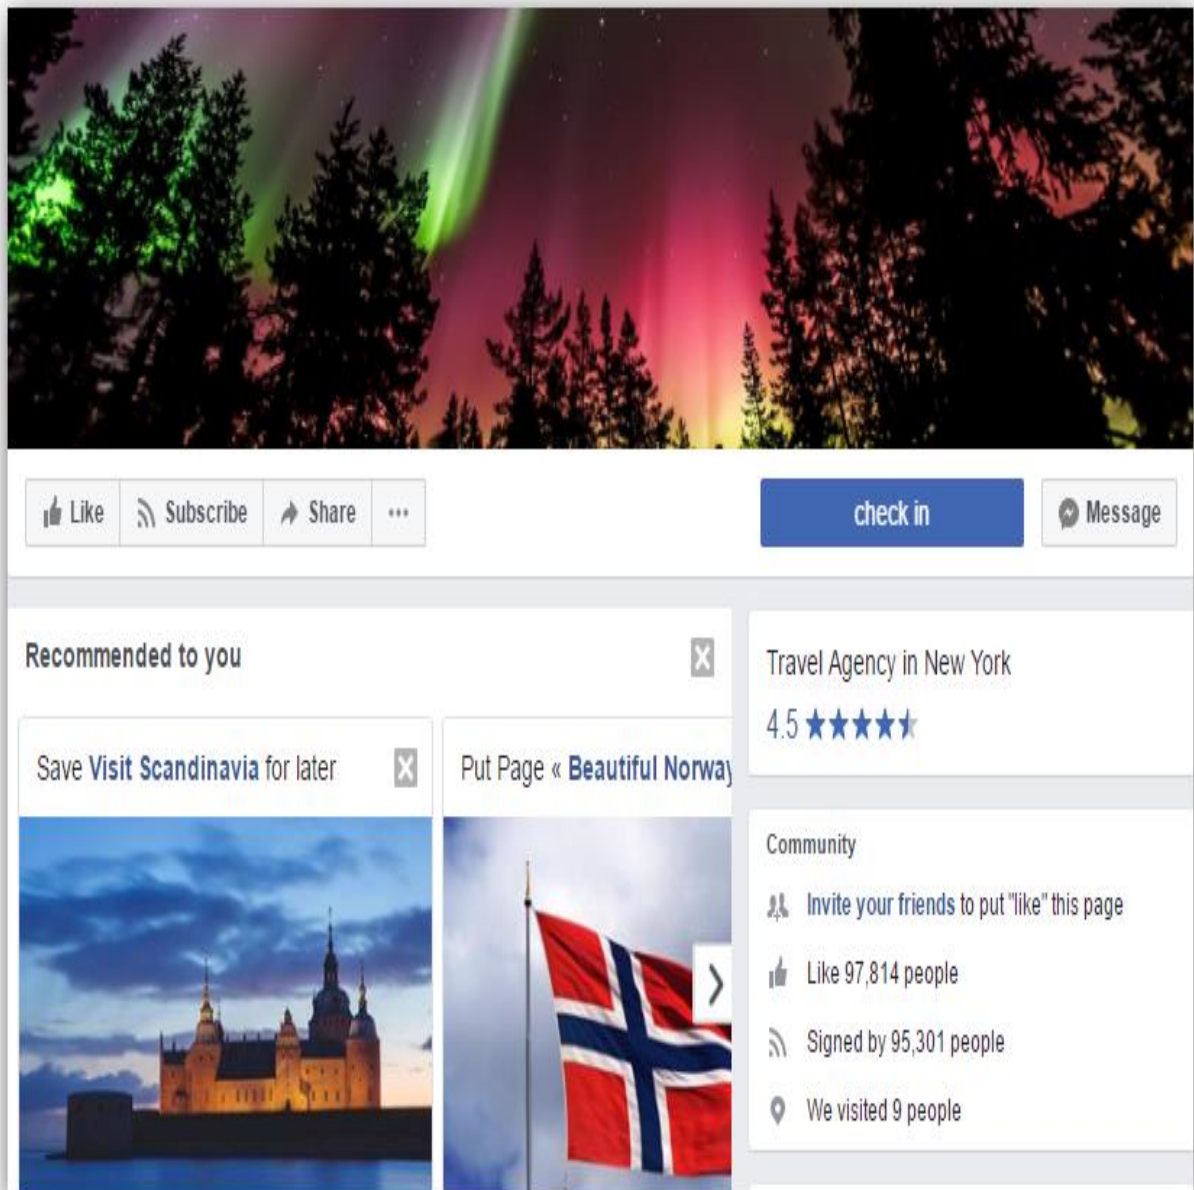 Like Subscribe Share ... check in Message
Recommended to you
Save Visit Scandinavia for later
Put Page « Beautiful Norway
Travel Agency in New York
4.5
Community
Invite your friends to put "like" this page
Like 97,814 people
Signed by 95,301 people
We visited 9 people